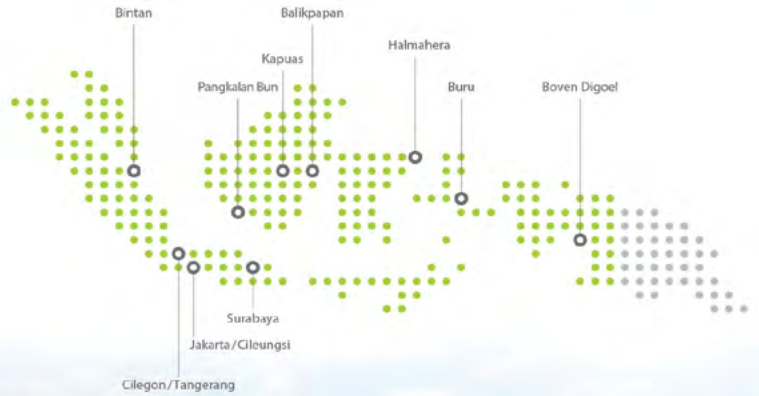 Bintan
Balikpapan
Halmahera
Kapuas
Pangkalan Bun
Buru
Boven Digoel
Surabaya
Jakarta/Cileungsi
Cilegon/Tangerang